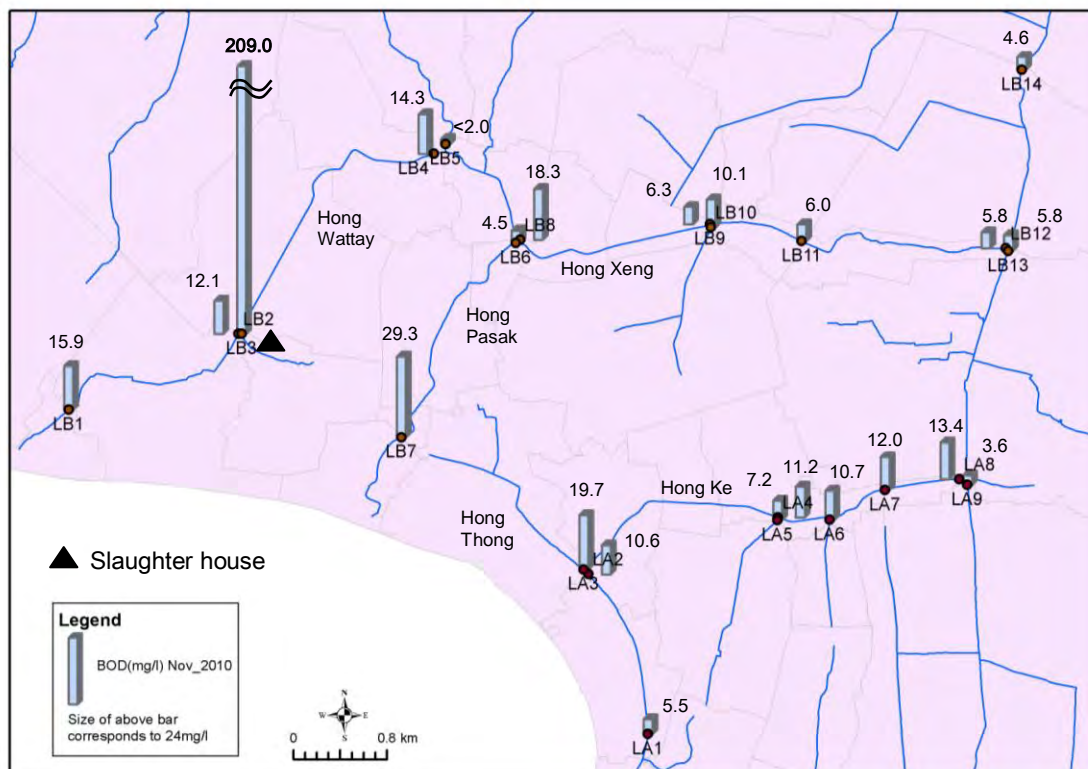 209.0
4.6
LB14
14.3
<2.0
LB4
LB5
18.3
6.3
10.1
LB10
LB9
6.0
LB11
5.8
5.8
LB12
LB13
4.5
LB8
LB6
Hong
Wattay
Hong Xeng
12.1
LB2
LB3
Hong
Pasak
15.9
LB1
29.3
LB7
13.4
3.6
LA8
LA9
12.0
LA7
11.2
10.7
7.2
LA4
LA5
LA6
Hong Ke
19.7
Hong
Thong
10.6
LA2
LA3
5.5
LA1
Slaughter house
Legend
BOD(mg/l) Nov_2010
Size of above bar
corresponds to 24mg/l
N
W
E
S
0
0.8 km